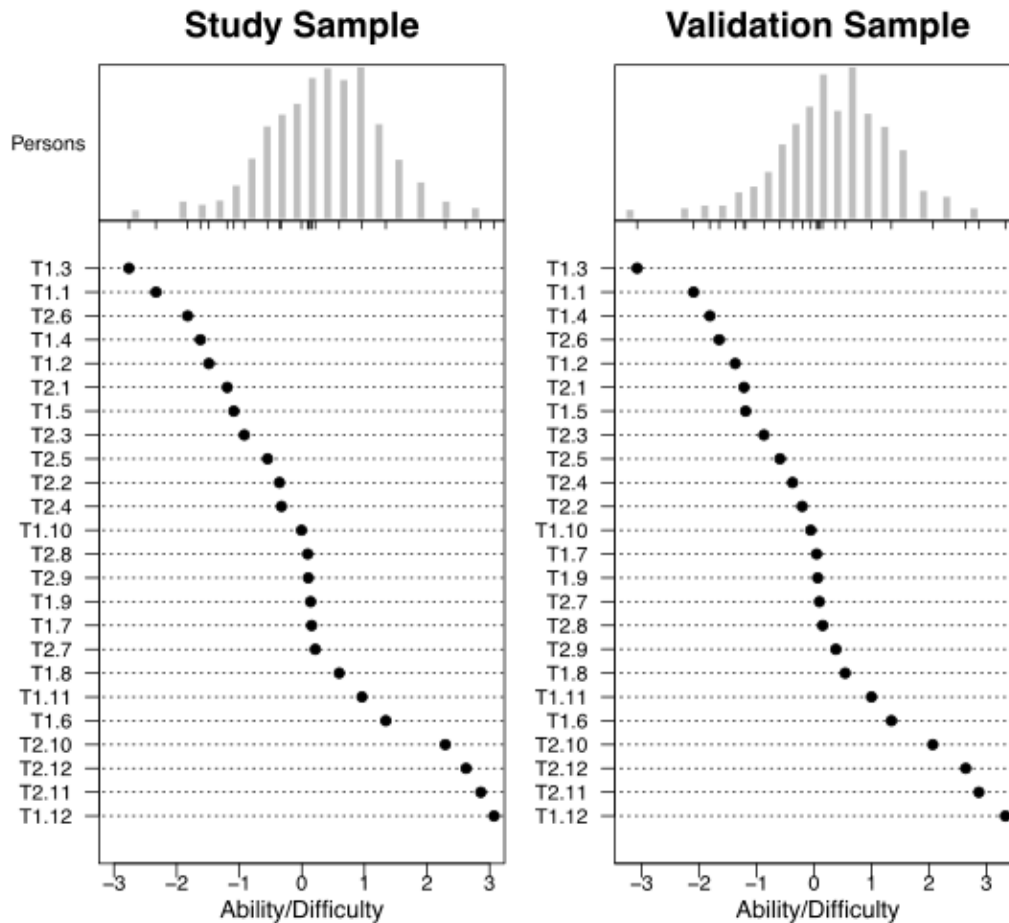 Study Sample
Validation Sample
Persons
T1.3
T1.1
T2.6
T1.4
T1.2
T2.1
T1.5
T2.3
T2.5
T2.2
T2.4
T1.10
T2.8
T2.9
T1.9
T1.7
T2.7
T1.8
T1.11
T1.6
T2.10
T2.12
T2.11
T1.12
−3 −2 −1 0 1 2 3
Ability/Difficulty
T1.3
T1.1
T1.4
T2.6
T1.2
T2.1
T1.5
T2.3
T2.5
T2.4
T2.2
T1.10
T1.7
T1.9
T2.7
T2.8
T2.9
T1.8
T1.11
T1.6
T2.10
T2.12
T2.11
T1.12
−3 −2 −1 0 1 2 3
Ability/Difficulty